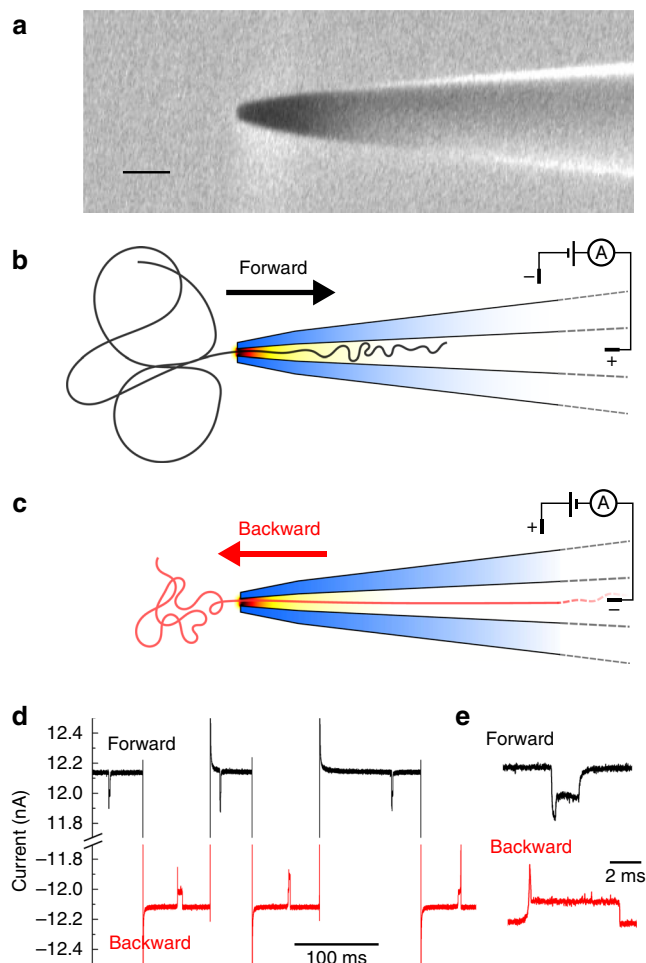 a
b
Forward
A
–
+
c
Backward
A
+
–
d
e
Current (nA)
12.4
12.2
12.0
11.8
–11.8
–12.0
–12.2
–12.4
Forward
Backward
100 ms
Forward
Backward
2 ms